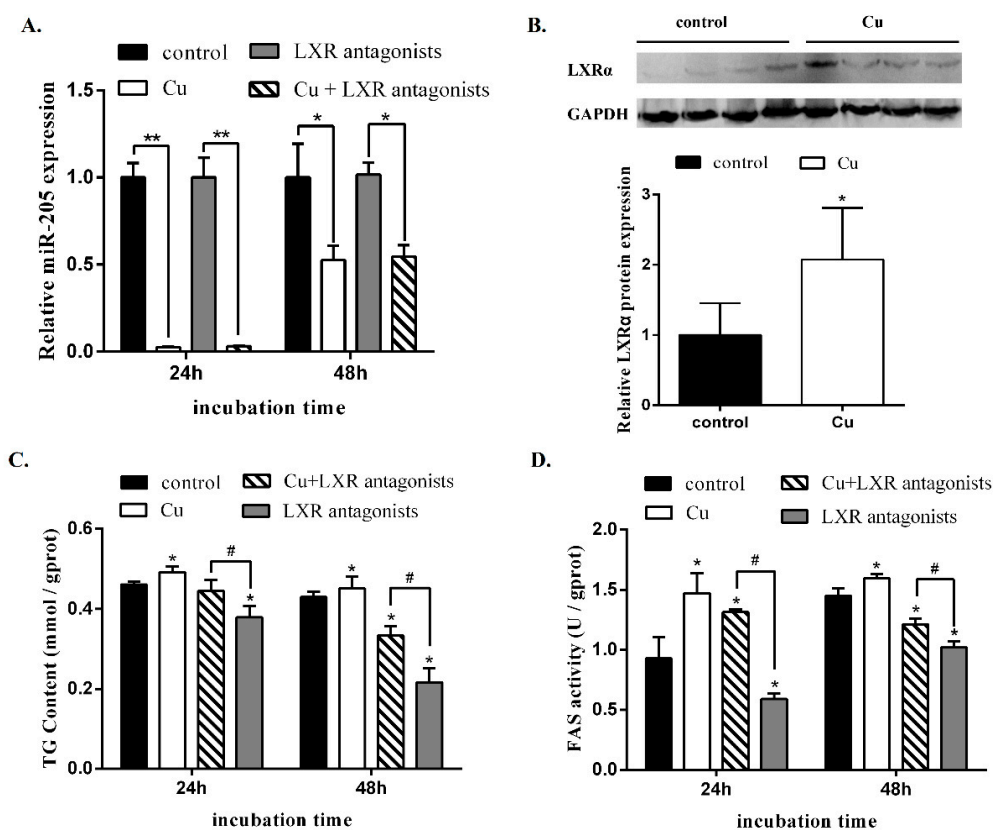 A.
control LXR antagonists
Cu Cu + LXR antagonists
Relative miR-205 expression
1.5
1.0
0.5
0.0
** ** * *
24h 48h
incubation time
B.
control Cu
LXRα
GAPDH
control Cu
Relative LXRα protein expression
3
2
1
0
*
control Cu
C.
control Cu+LXR antagonists
Cu LXR antagonists
TG Content (mmol / gprot)
0.6
0.4
0.2
0.0
* # * * # * *
24h 48h
incubation time
D.
control Cu+LXR antagonists
Cu LXR antagonists
FAS activity (U / gprot)
2.0
1.5
1.0
0.5
0.0
* * # * * * # *
24h 48h
incubation time